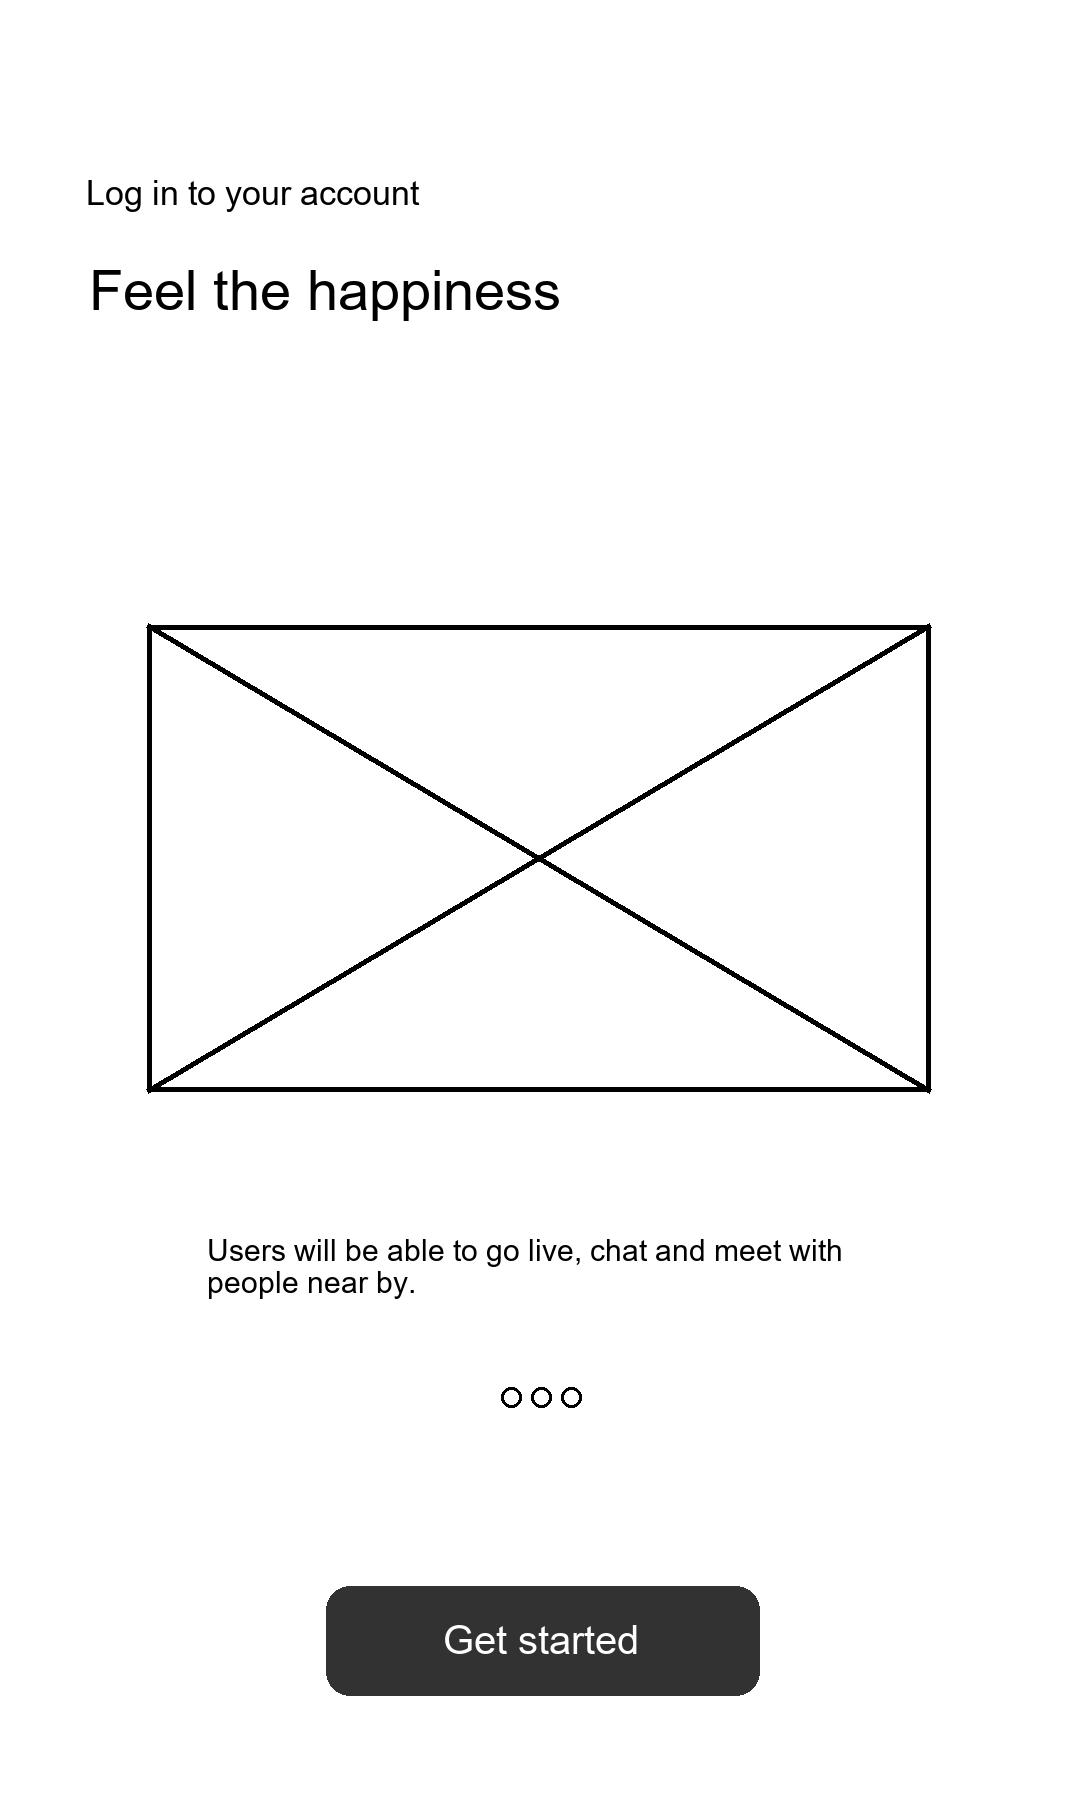 Log in to your account
Feel the happiness
Users will be able to go live, chat and meet with
people near by.
Get started